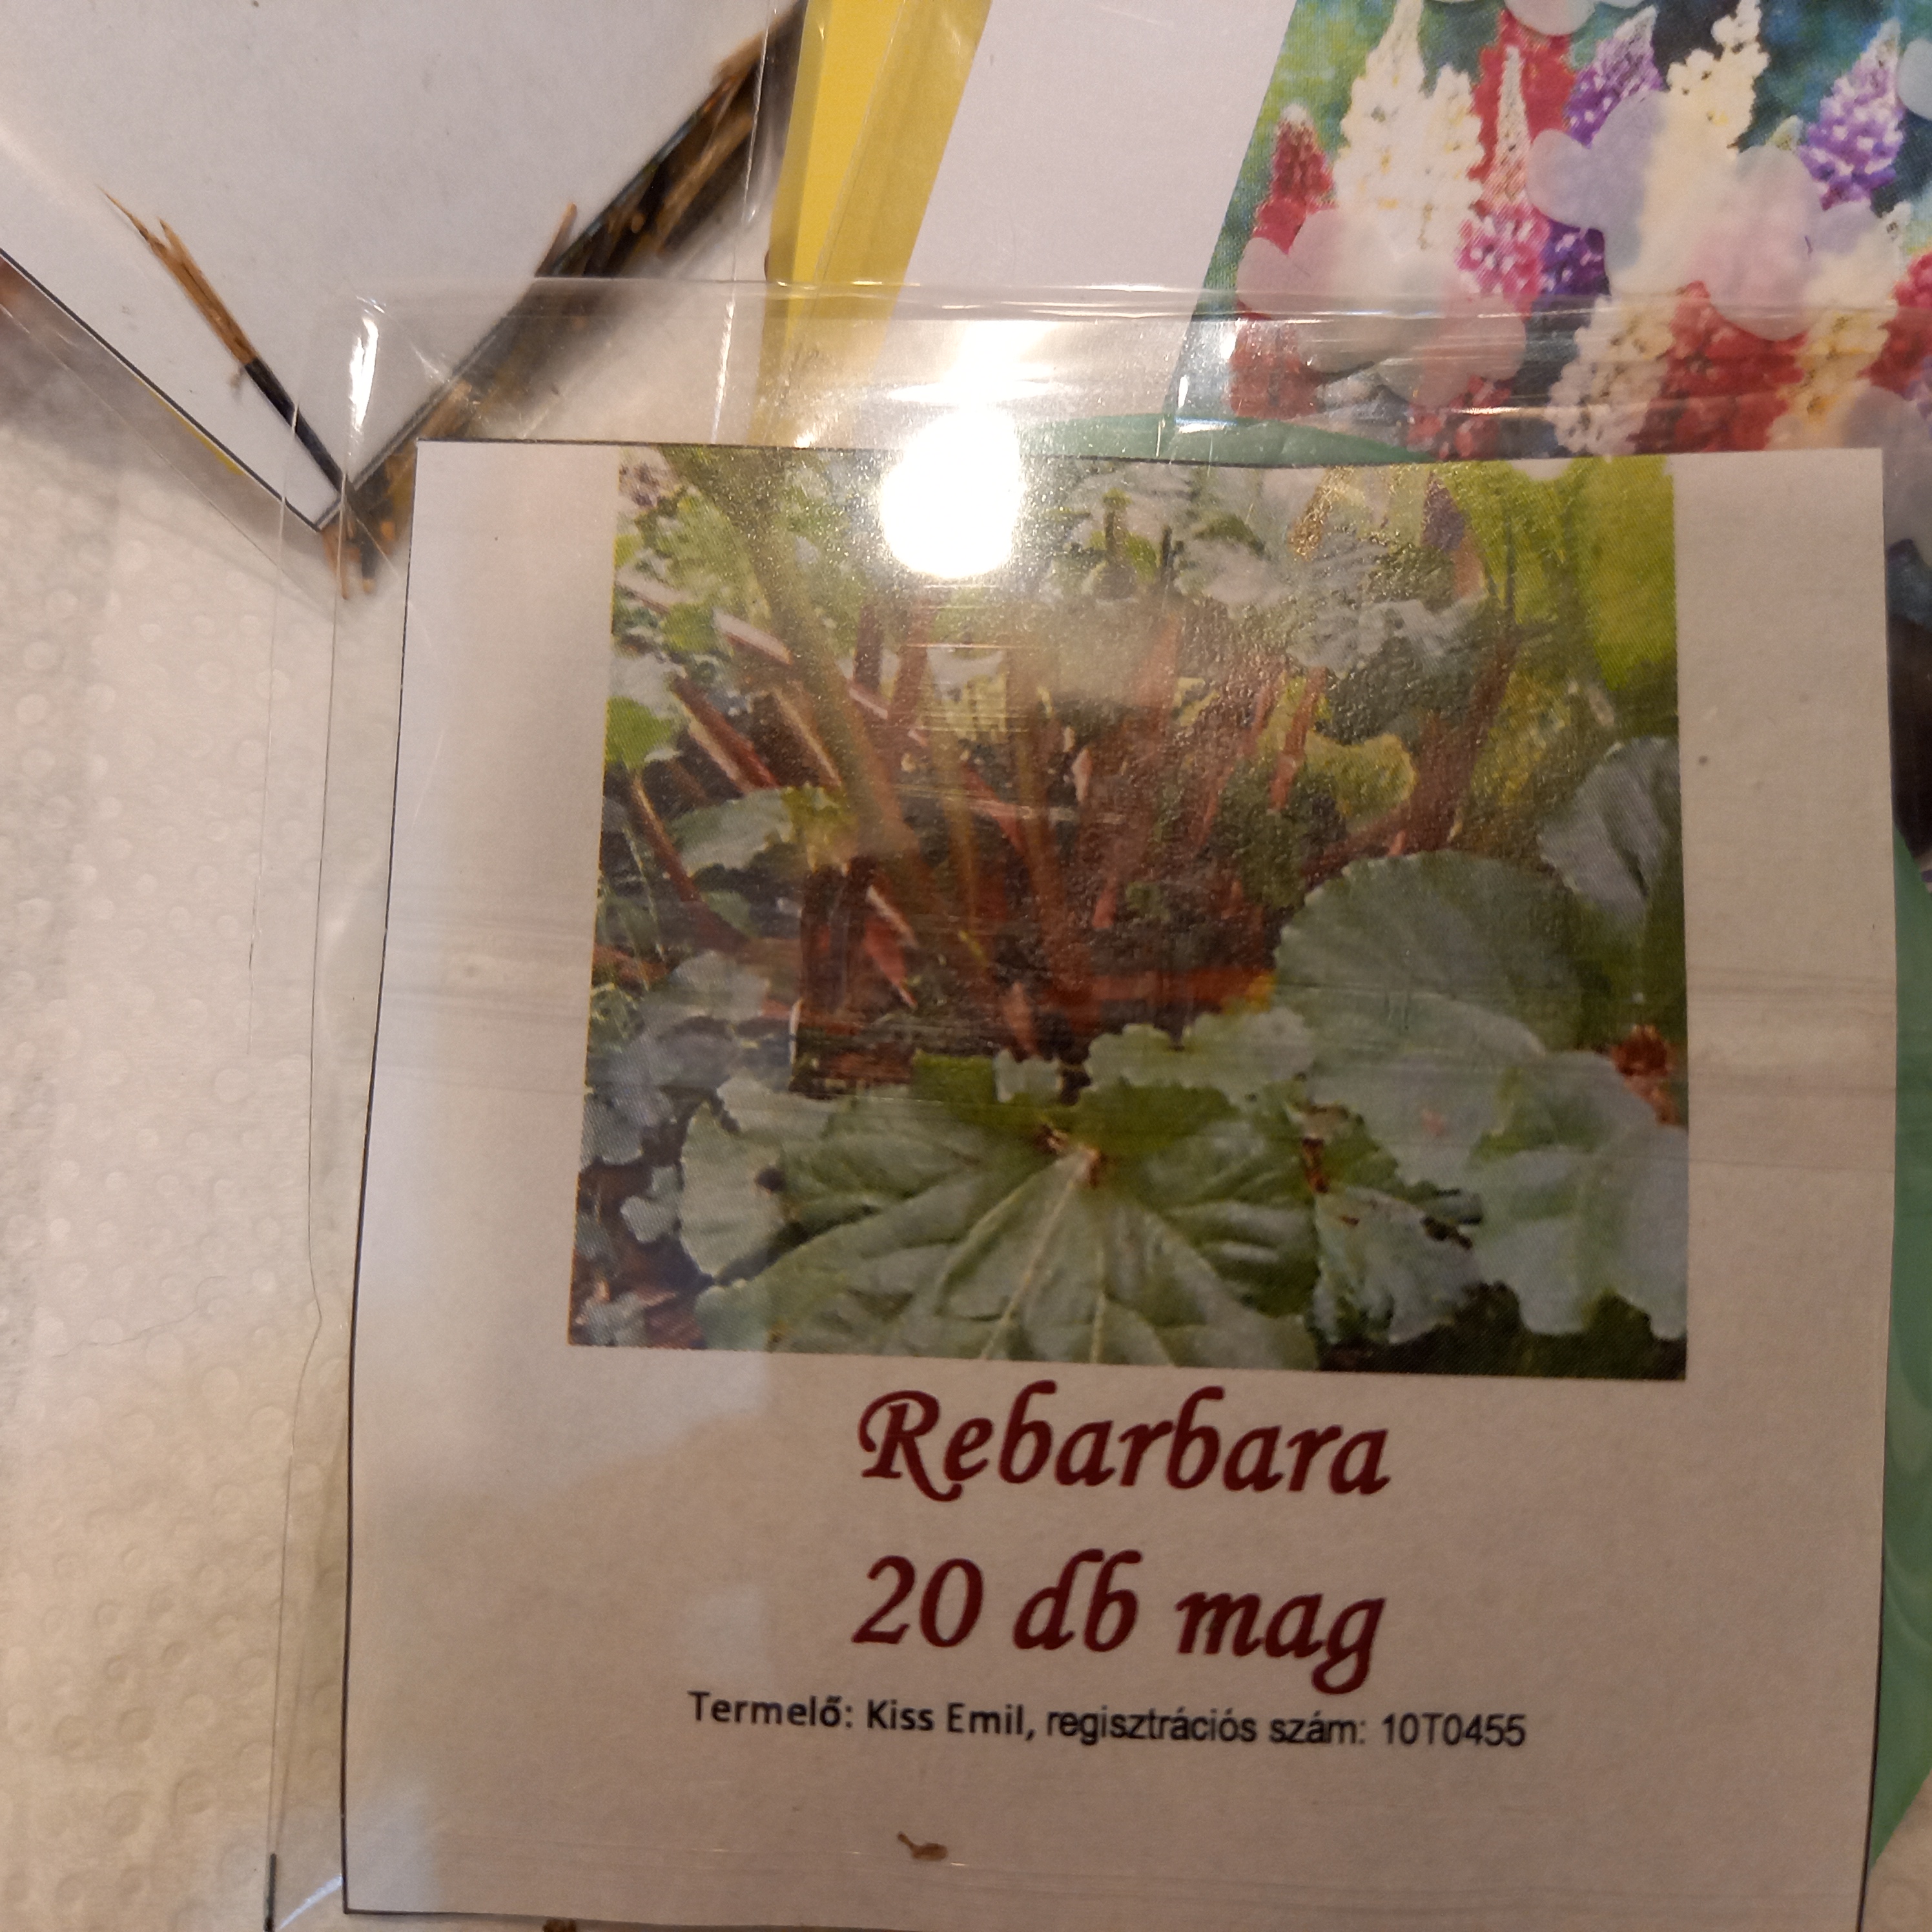 Rebarbara
20 db mag
Termelő: Kiss Emil, regisztrációs szám: 10T0455